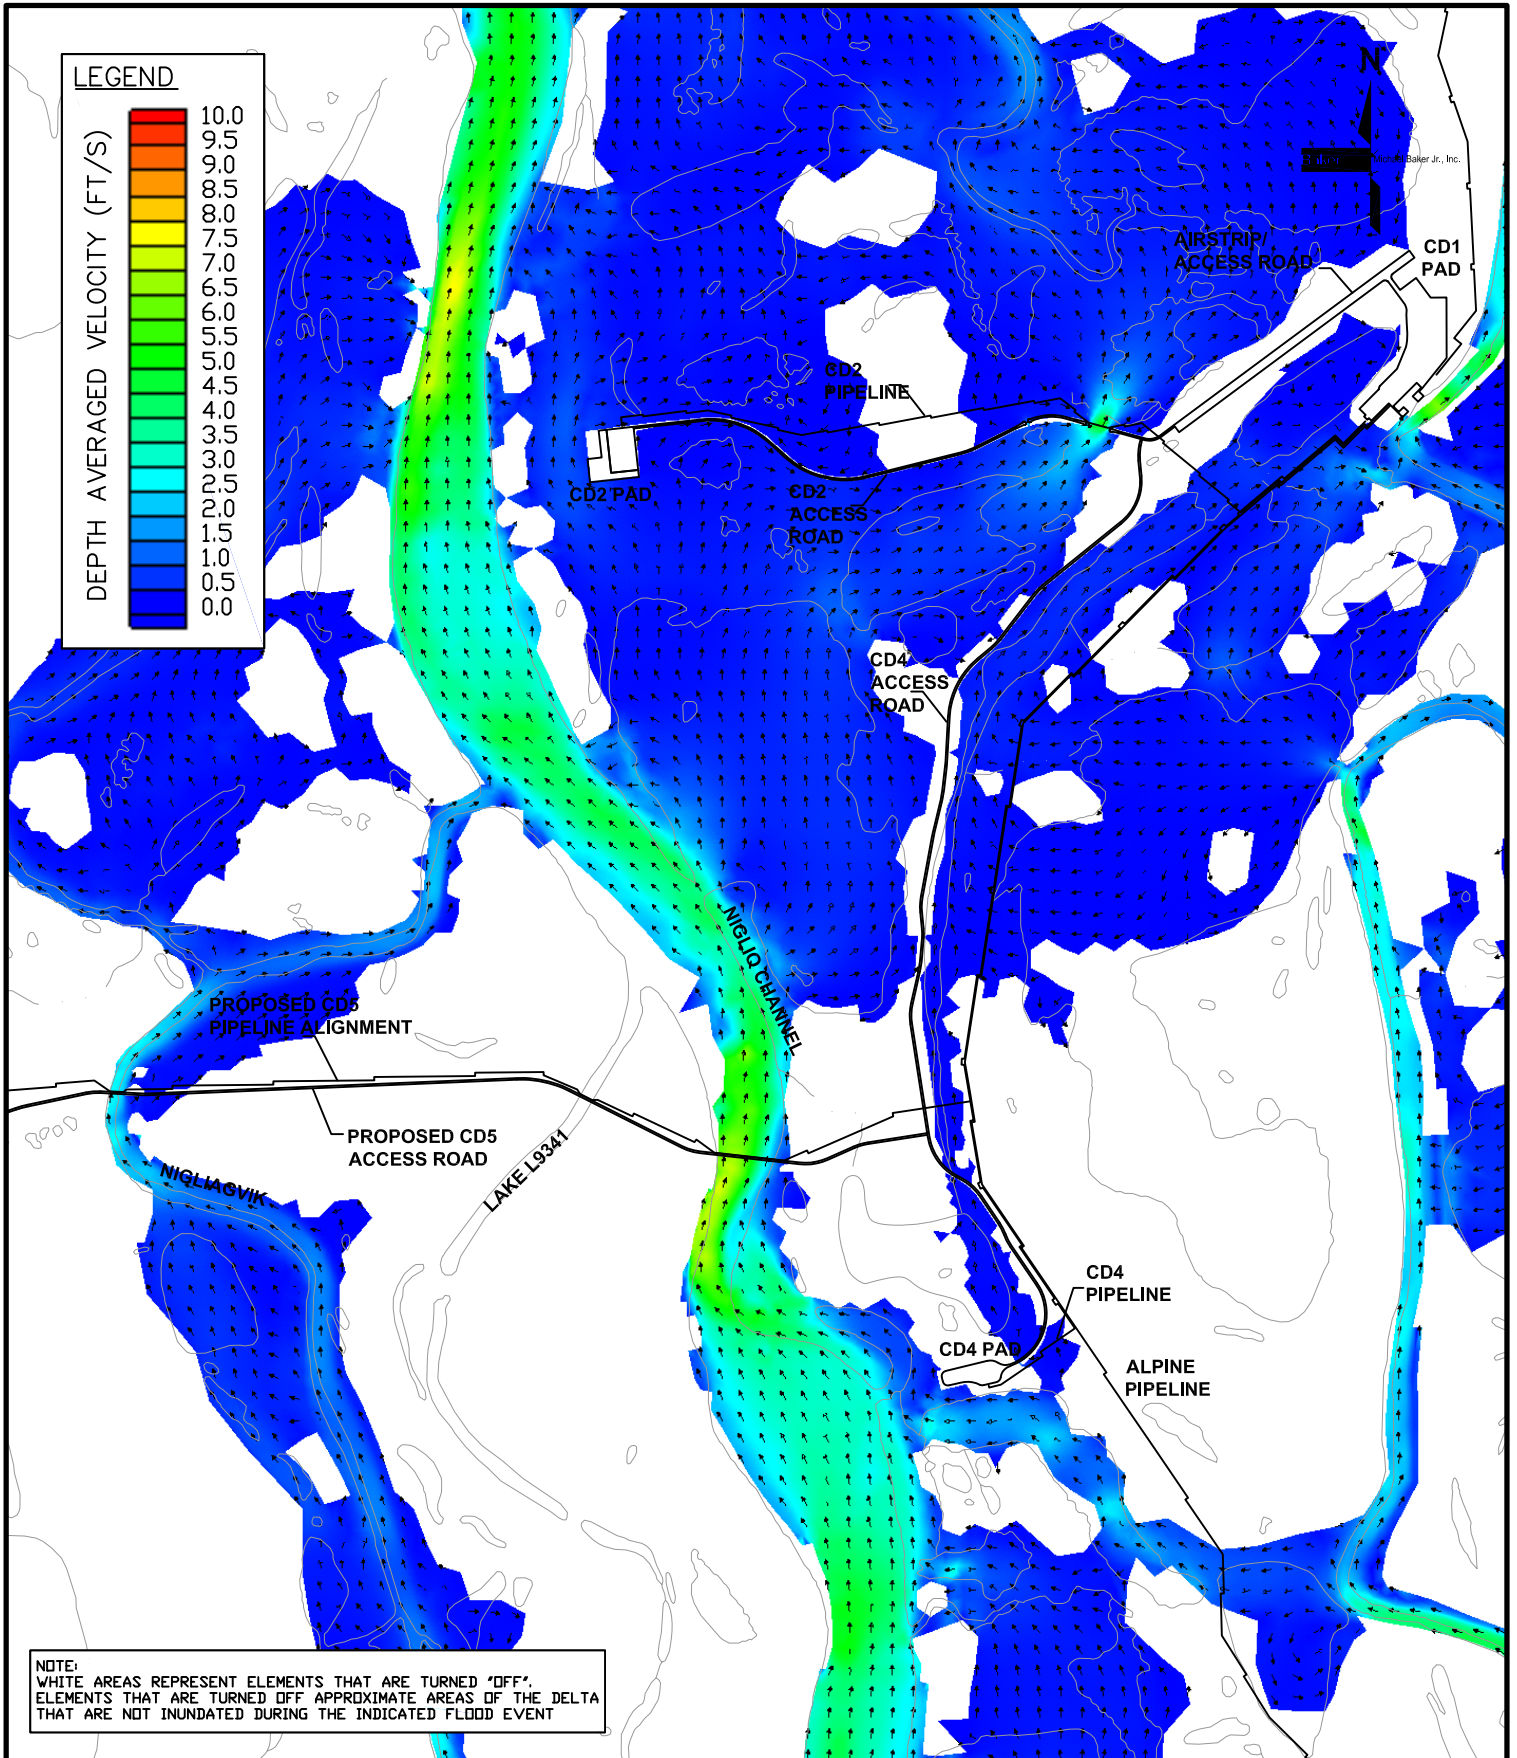 LEGEND
DEPTH AVERAGED VELOCITY (FT/S)
10.0
9.5
9.0
8.5
8.0
7.5
7.0
6.5
6.0
5.5
5.0
4.5
4.0
3.5
3.0
2.5
2.0
1.5
1.0
0.5
0.0
N
Baker Jr., Inc.
AIRSTRIP/
ACCESS ROAD
CD1
PAD
CD2
PIPELINE
CD2 PAD
CD2
ACCESS
ROAD
CD4
ACCESS
ROAD
NIGLIQ CHANNEL
PROPOSED CD5
PIPELINE ALIGNMENT
PROPOSED CD5
ACCESS ROAD
LAKE L9341
NIGLIAGVIK
CD4
PIPELINE
CD4 PAD
ALPINE
PIPELINE
NOTE:
WHITE AREAS REPRESENT ELEMENTS THAT ARE TURNED "OFF".
ELEMENTS THAT ARE TURNED OFF APPROXIMATE AREAS OF THE DELTA
THAT ARE NOT INUNDATED DURING THE INDICATED FLOOD EVENT